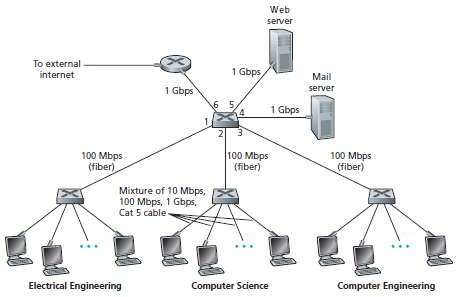 Web
server
To external
internet
1 Gbps
Mail
server
1 Gbps
1 Gbps
6 5
4
1
2 3
100 Mbps
(fiber)
100 Mbps
(fiber)
100 Mbps
(fiber)
Mixture of 10 Mbps,
100 Mbps, 1 Gbps,
Cat 5 cable
Electrical Engineering
Computer Science
Computer Engineering